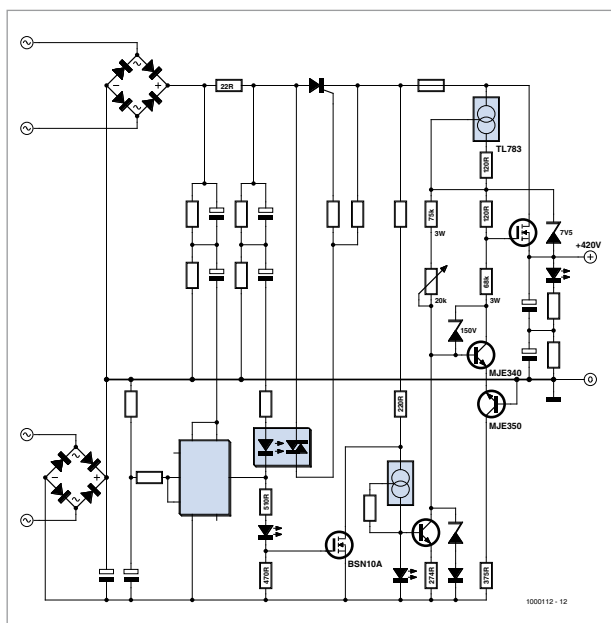 22R
TL783
120R
75k
3W
120R
7V5
+420V
20k
68k
3W
150V
MJE340
MJE350
220R
510R
BSN10A
470R
274R
375R
1000112 - 12
0